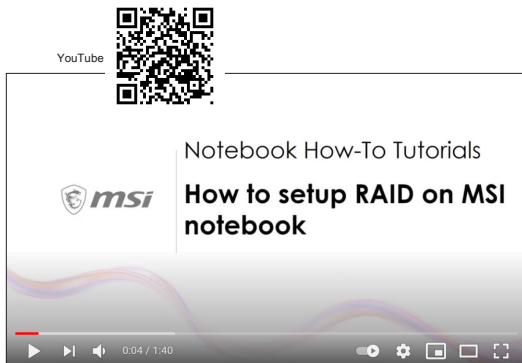 YouTube
Notebook How-To Tutorials
msi
How to setup RAID on MSI
notebook
0:04 / 1:40